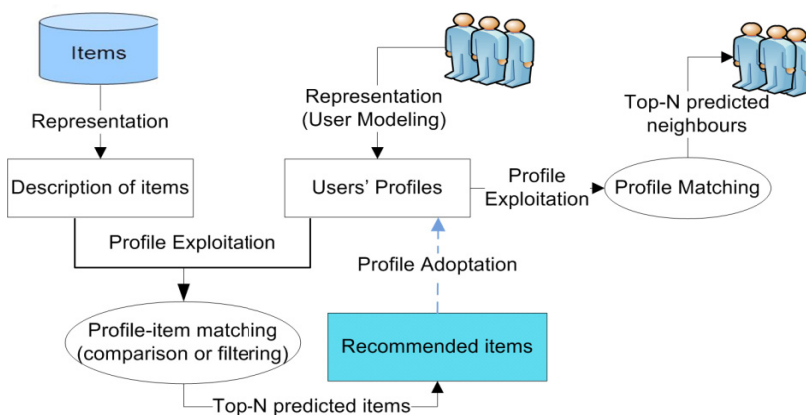 Items
Representation
Representation
(User Modeling)
Top-N predicted
neighbours
Description of items
Users' Profiles
Profile
Exploitation
Profile Matching
Profile Exploitation
Profile Adoptation
Profile-item matching
(comparison or filtering)
Recommended items
Top-N predicted items